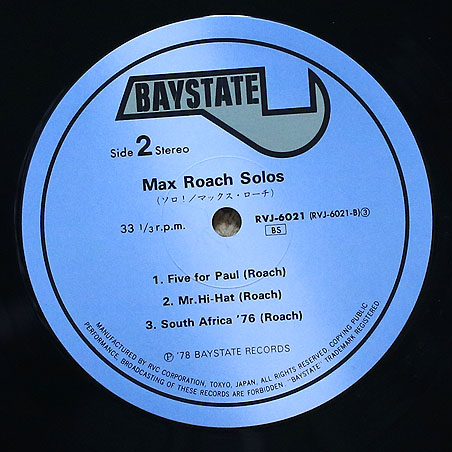 BAYSTATE
Side 2 Stereo
Max Roach Solos
(ソロ!/マックス・ローチ)
33 1/3 r.p.m.
RVJ-6021 (RVJ-6021-B)③
BS
1. Five for Paul (Roach)
2. Mr. Hi-Hat (Roach)
3. South Africa '76 (Roach)
Ⓟ '78 BAYSTATE RECORDS
MANUFACTURED BY RVC CORPORATION, TOKYO, JAPAN, ALL RIGHTS RESERVED, COPYING PUBLIC
PERFORMANCE, BROADCASTING OF THESE RECORDS ARE FORBIDDEN. "BAYSTATE" TRADEMARK REGISTERED